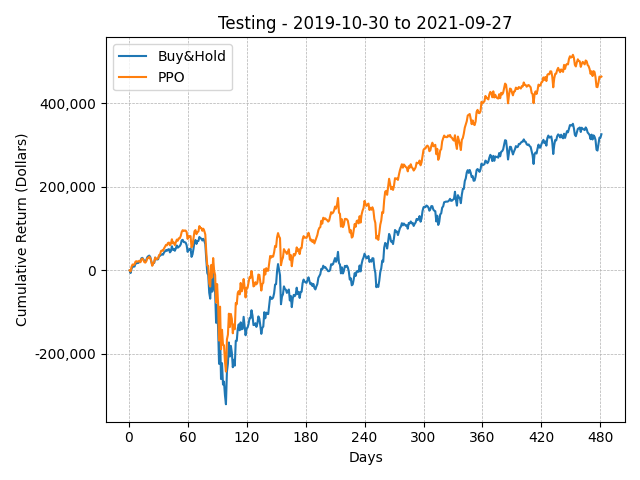 Testing - 2019-10-30 to 2021-09-27
Buy&Hold
PPO
Cumulative Return (Dollars)
400,000
200,000
0
-200,000
0 60 120 180 240 300 360 420 480
Days